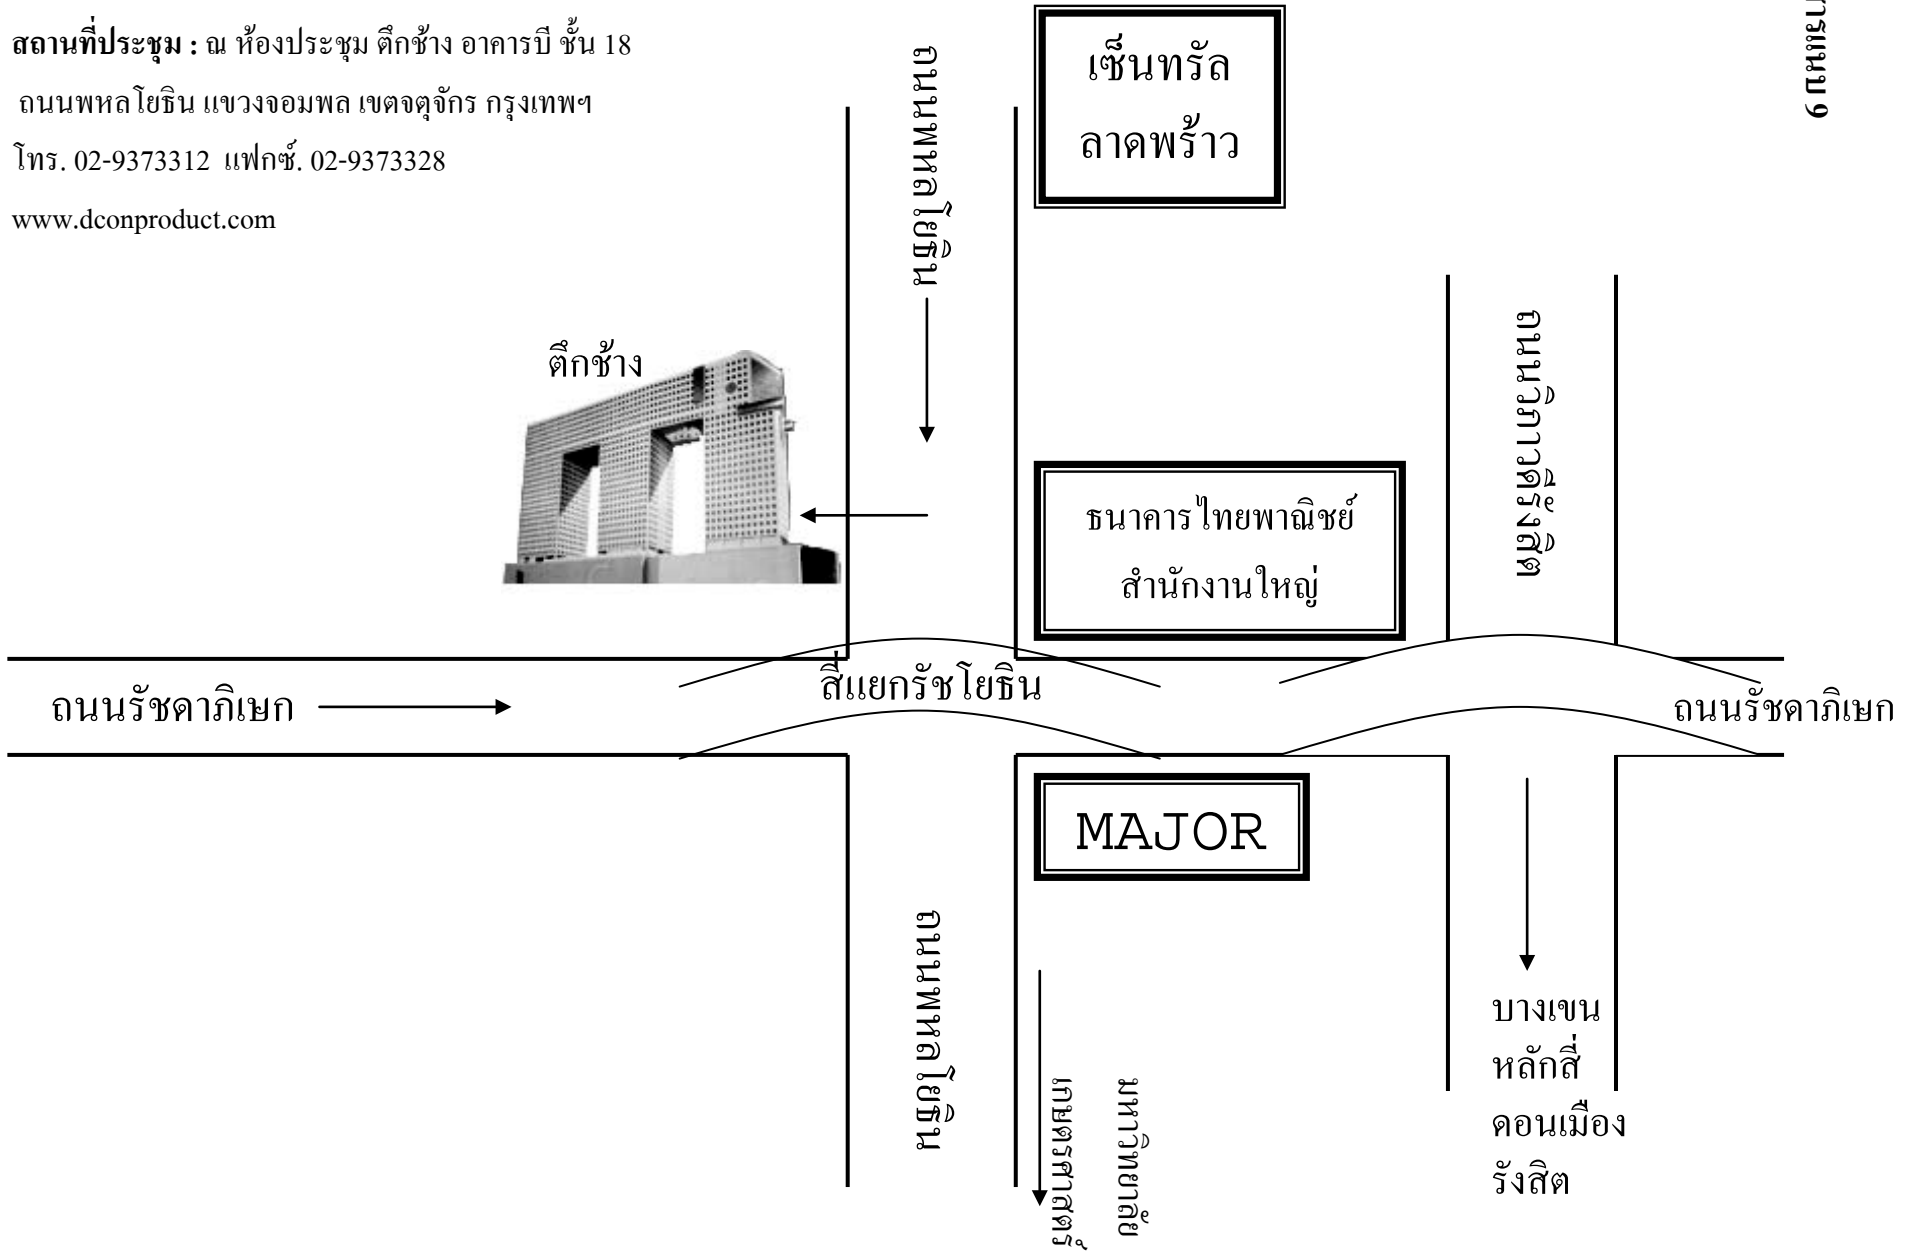 สถานที่ประชุม : ณ ห้องประชุม ตึกช้าง อาคารบี ชั้น 18
ถนนพหลโยธิน แขวงจอมพล เขตจตุจักร กรุงเทพฯ
โทร. 02-9373312 แฟกซ์. 02-9373328
www.dconproduct.com
ถนนพหลโยธิน
เซ็นทรัล
ลาดพร้าว
9
ตึกช้าง
ถนนวิภาวดีรังสิต
ธนาคารไทยพาณิชย์
สำนักงานใหญ่
ถนนรัชดาภิเษก
สี่แยกรัชโยธิน
ถนนรัชดาภิเษก
MAJOR
ถนนพหลโยธิน
มหาวิทยาลัย
เกษตรศาสตร์
บางเขน
หลักสี่
ดอนเมือง
รังสิต